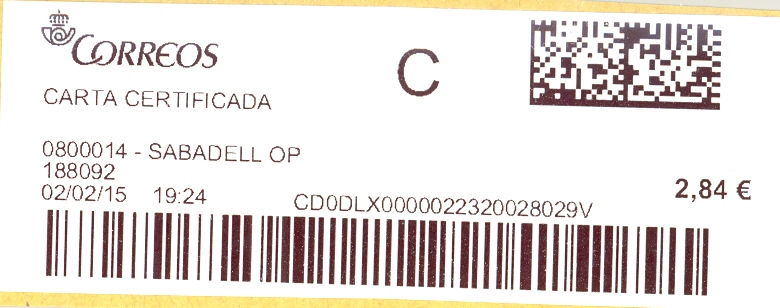 CORREOS
C
CARTA CERTIFICADA
0800014 - SABADELL OP
188092
02/02/15 19:24
2,84 €
CD0DLX0000022320028029V